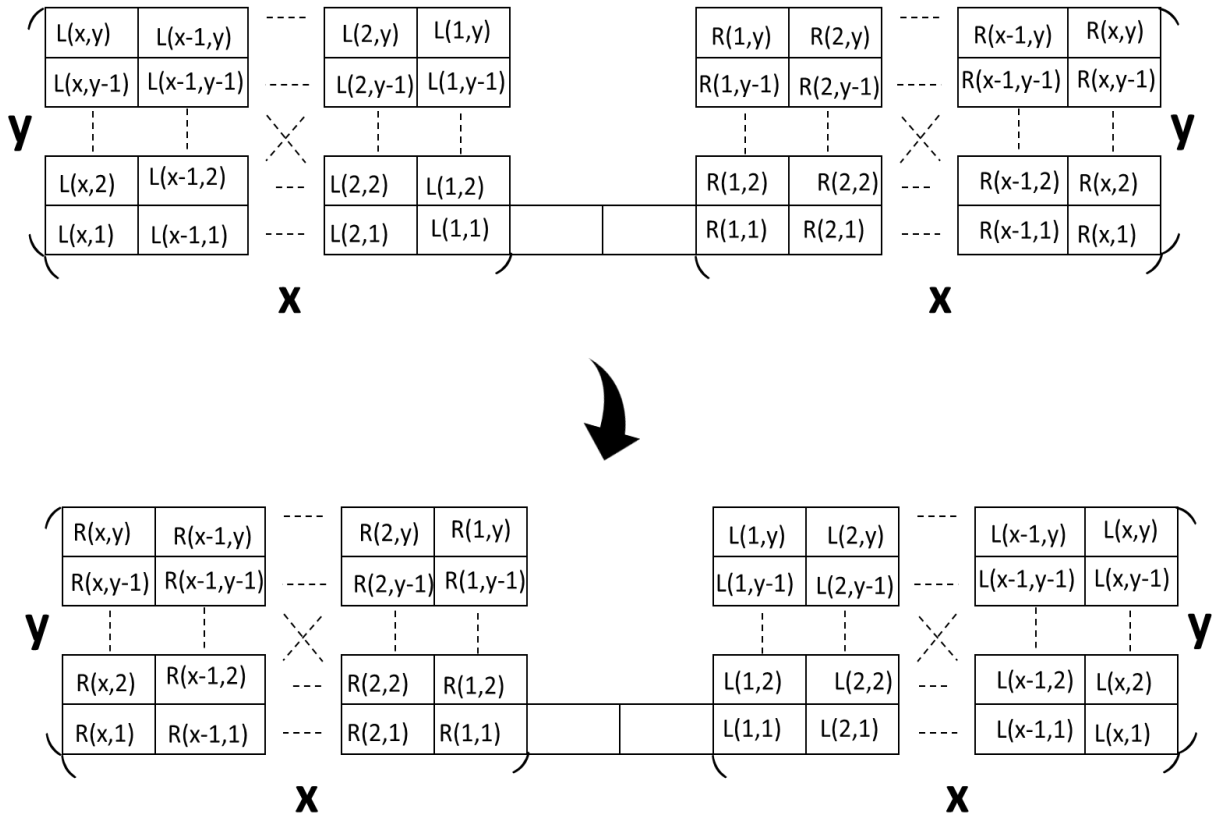 L(x,y) L(x-1,y) L(2,y) L(1,y) R(1,y) R(2,y) R(x-1,y) R(x,y)
L(x,y-1) L(x-1,y-1) L(2,y-1) L(1,y-1) R(1,y-1) R(2,y-1) R(x-1,y-1) R(x,y-1)
y y
L(x,2) L(x-1,2) L(2,2) L(1,2) R(1,2) R(2,2) R(x-1,2) R(x,2)
L(x,1) L(x-1,1) L(2,1) L(1,1) R(1,1) R(2,1) R(x-1,1) R(x,1)
x x
R(x,y) R(x-1,y) R(2,y) R(1,y) L(1,y) L(2,y) L(x-1,y) L(x,y)
R(x,y-1) R(x-1,y-1) R(2,y-1) R(1,y-1) L(1,y-1) L(2,y-1) L(x-1,y-1) L(x,y-1)
y y
R(x,2) R(x-1,2) R(2,2) R(1,2) L(1,2) L(2,2) L(x-1,2) L(x,2)
R(x,1) R(x-1,1) R(2,1) R(1,1) L(1,1) L(2,1) L(x-1,1) L(x,1)
x x